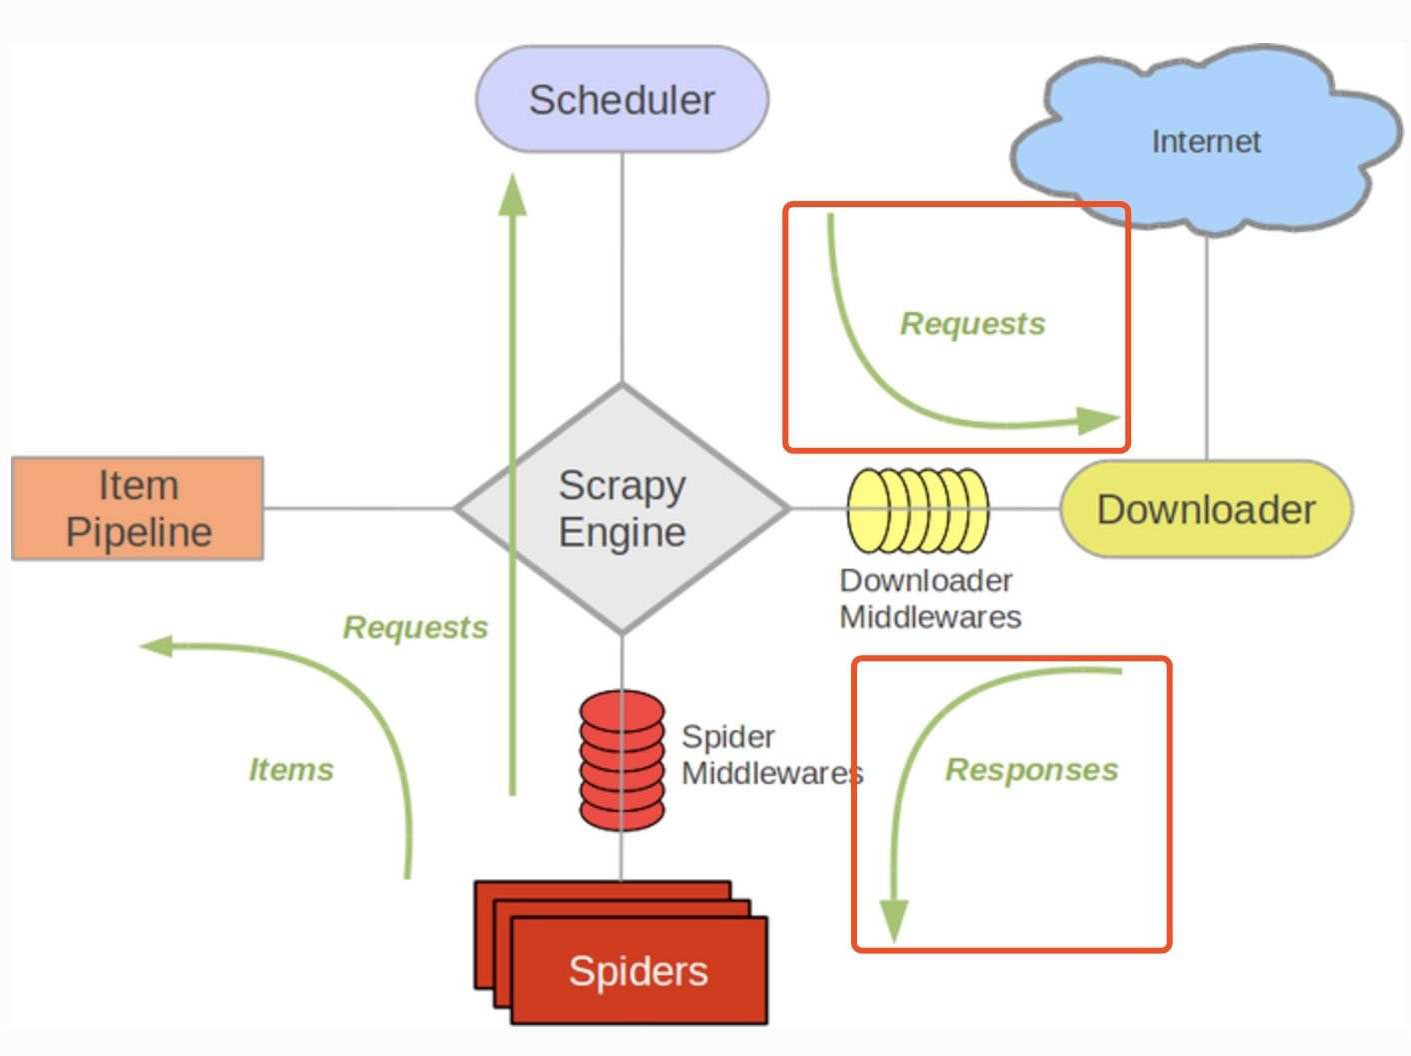 Scheduler
Internet
Requests
Item
Pipeline
Scrapy
Engine
Downloader
Downloader
Middlewares
Requests
Spider
Middlewares
Items
Responses
Spiders